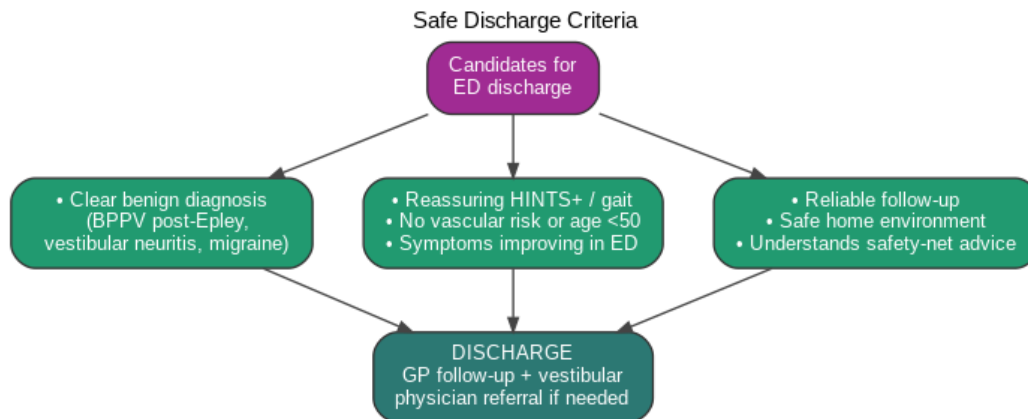 Safe Discharge Criteria
Candidates for
ED discharge
• Clear benign diagnosis
(BPPV post-Epley,
vestibular neuritis, migraine)
• Reassuring HINTS+ / gait
• No vascular risk or age <50
• Symptoms improving in ED
• Reliable follow-up
• Safe home environment
• Understands safety-net advice
DISCHARGE
GP follow-up + vestibular
physician referral if needed